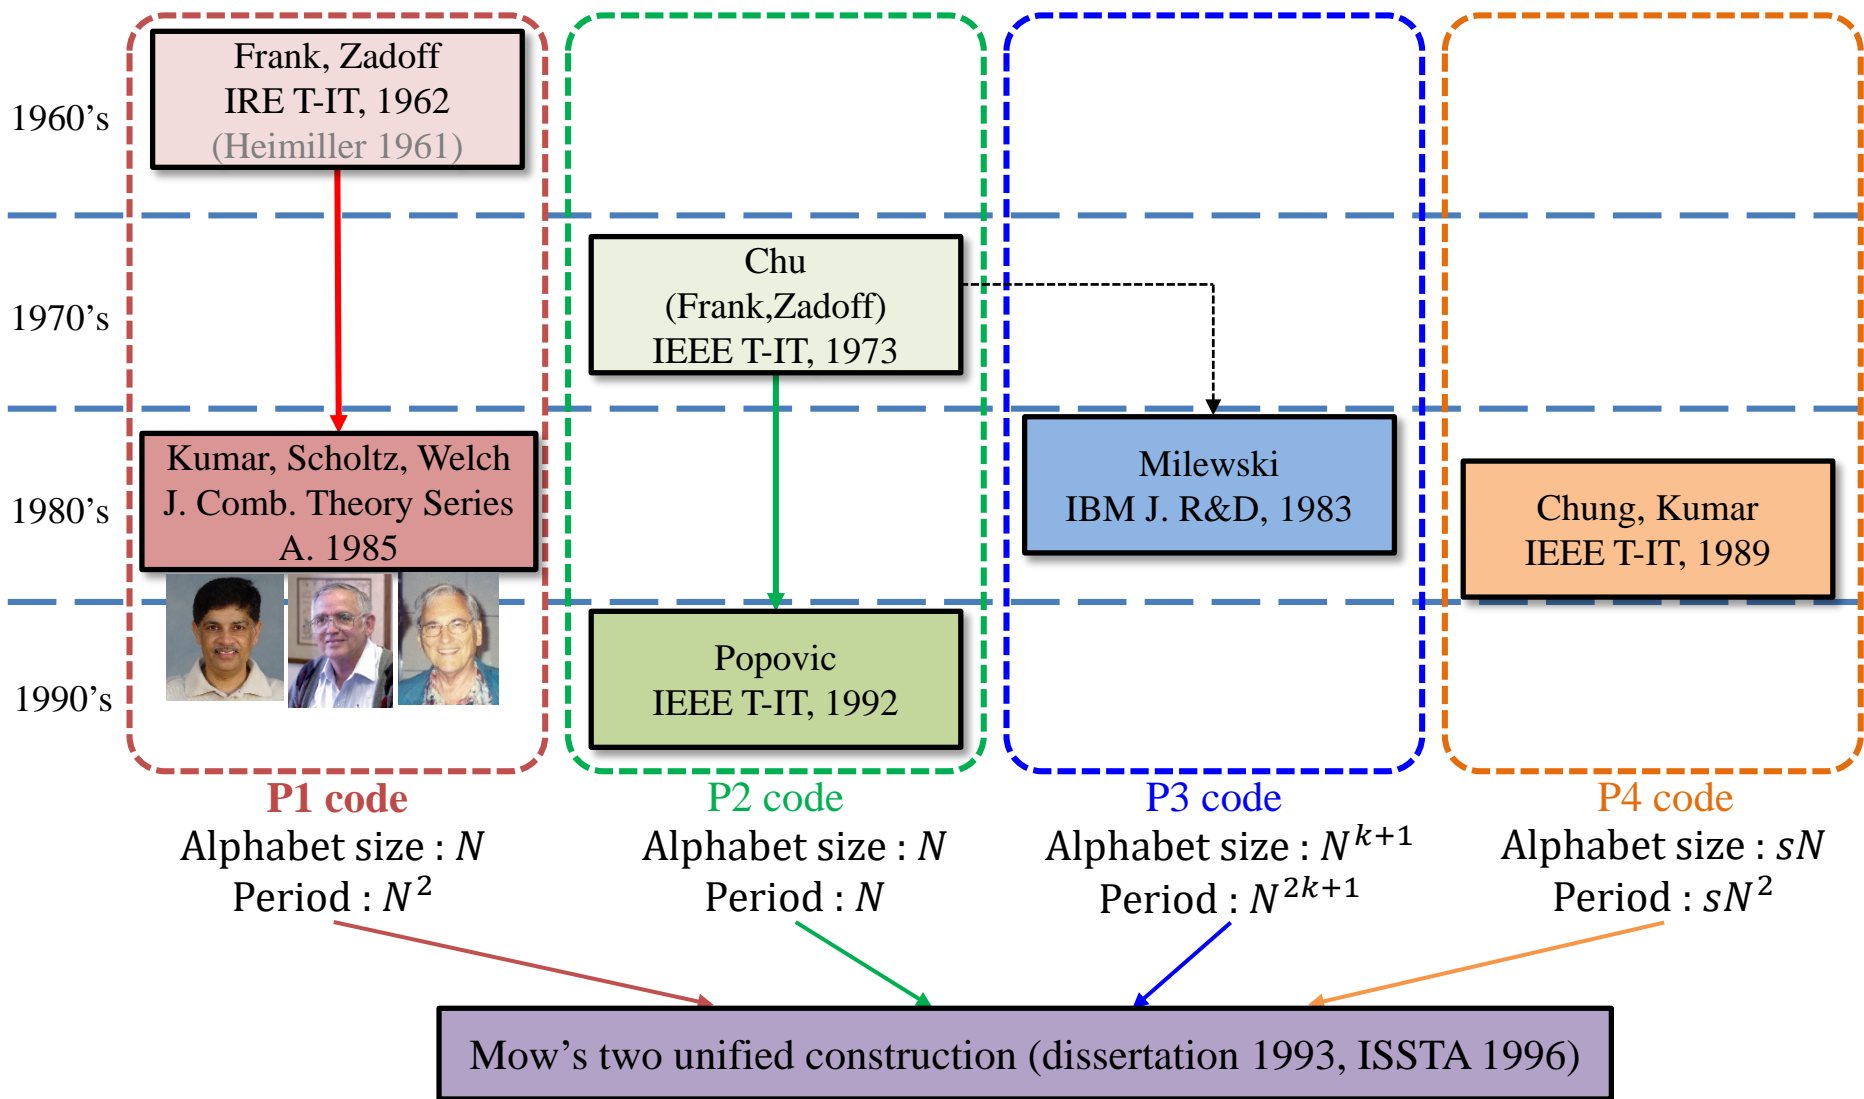 1960's
Frank, Zadoff
IRE T-IT, 1962
(Heimiller 1961)
1970's
Chu
(Frank,Zadoff)
IEEE T-IT, 1973
1980's
Kumar, Scholtz, Welch
J. Comb. Theory Series
A. 1985
Milewski
IBM J. R&D, 1983
Chung, Kumar
IEEE T-IT, 1989
1990's
Popovic
IEEE T-IT, 1992
P1 code
Alphabet size : N
Period : N²
P2 code
Alphabet size : N
Period : N
P3 code
Alphabet size : N^{k+1}
Period : N^{2k+1}
P4 code
Alphabet size : sN
Period : sN²
Mow's two unified construction (dissertation 1993, ISSTA 1996)